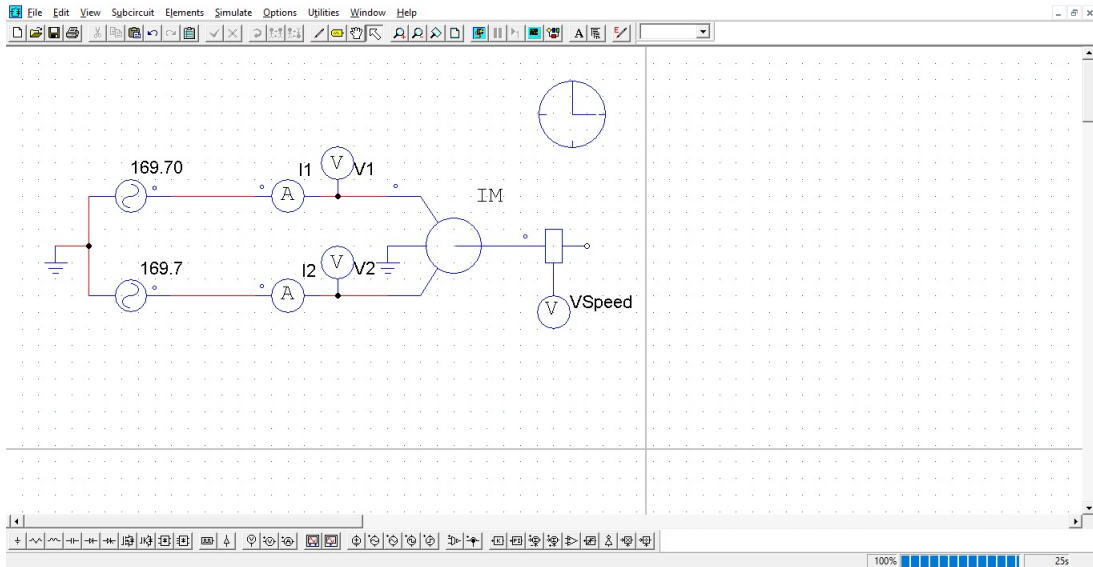 File Edit View Subcircuit Elements Simulate Options Utilities Window Help
169.70
I1
V
V1
A
IM
169.7
I2
V
V2
A
V
VSpeed
100%
25s